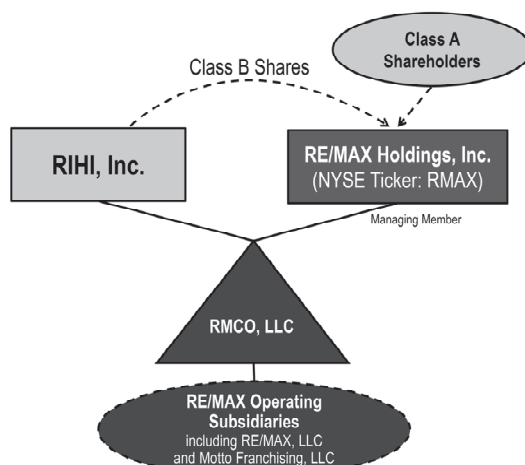 Class A
Shareholders
Class B Shares
RIHI, Inc.
RE/MAX Holdings, Inc.
(NYSE Ticker: RMAX)
Managing Member
RMCO, LLC
RE/MAX Operating
Subsidiaries
including RE/MAX, LLC
and Motto Franchising, LLC